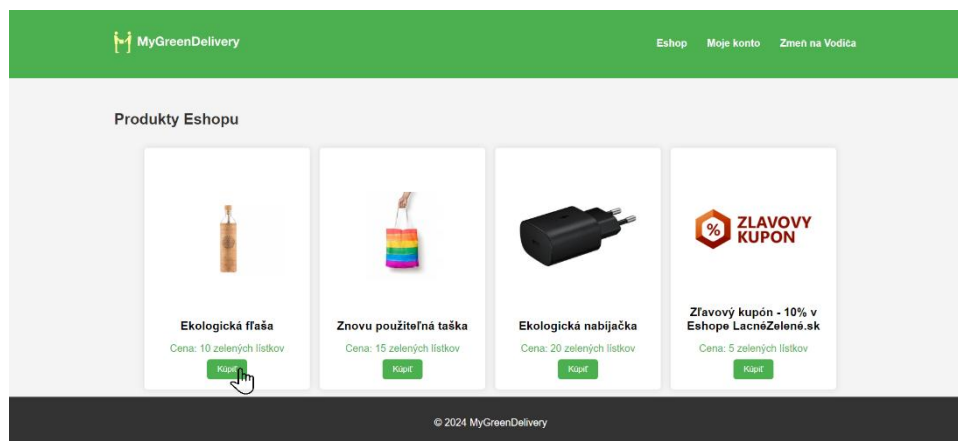 MyGreenDelivery
Eshop Moje konto Zmeň na Vodiča
Produkty Eshopu
ZLAVOVY
KUPON
Ekologická fľaša
Cena: 10 zelených lístkov
Kúpiť
Znovu použiteľná taška
Cena: 15 zelených lístkov
Kúpiť
Ekologická nabíjačka
Cena: 20 zelených lístkov
Kúpiť
Zľavový kupón - 10% v
Eshope LacnéZelené.sk
Cena: 5 zelených lístkov
Kúpiť
© 2024 MyGreenDelivery